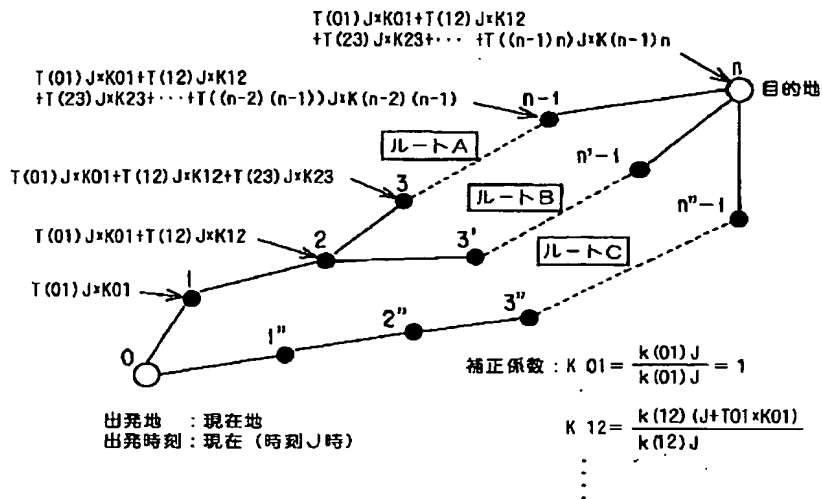 T(01)J×K01+T(12)J×K12
+T(23)J×K23+··· +T((n-1)n)J×K(n-1)n
n
目的地
T(01)J×K01+T(12)J×K12
+T(23)J×K23+···+T((n-2)(n-1))J×K(n-2)(n-1)
n-1
ルートA
n'-1
T(01)J×K01+T(12)J×K12+T(23)J×K23
3
ルートB
n"-1
T(01)J×K01+T(12)J×K12
2
3'
ルートC
T(01)J×K01
1
3"
2"
1"
0
補正係数：K 01= k(01)J / k(01)J = 1
出発地　：現在地
出発時刻：現在（時刻J時）
K 12= k(12)(J+T01×K01) / k(12)J
⋮